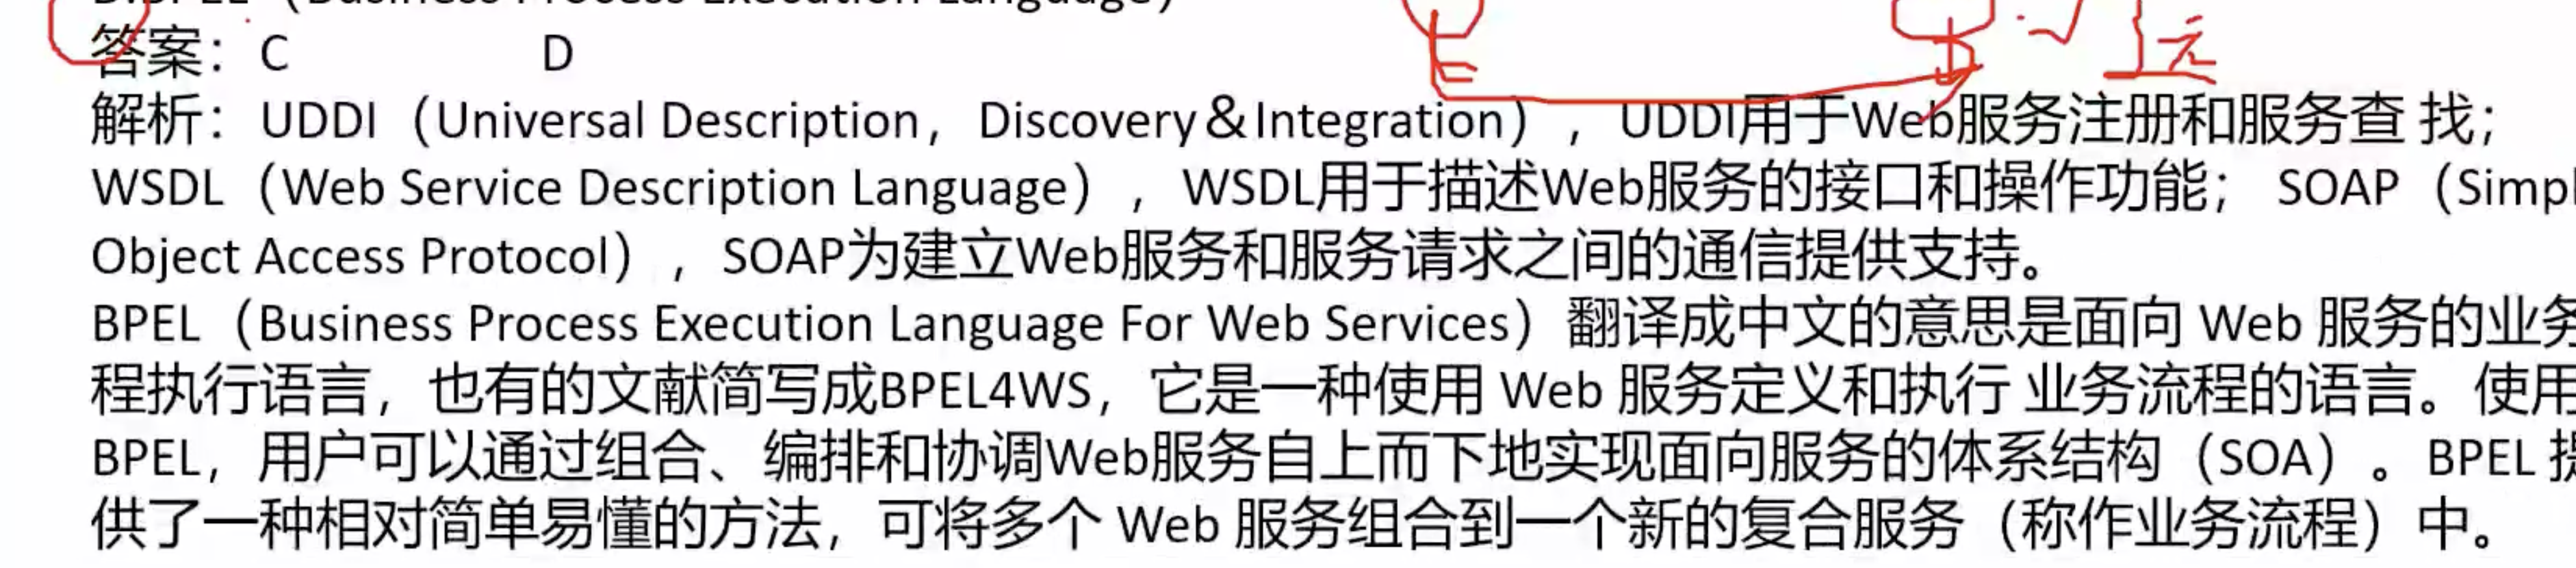 D.BPEL（Business Process Execution Language）
答案：C D
解析：UDDI（Universal Description，Discovery＆Integration），UDDI用于Web服务注册和服务查 找；
WSDL（Web Service Description Language），WSDL用于描述Web服务的接口和操作功能； SOAP（Simpl
Object Access Protocol），SOAP为建立Web服务和服务请求之间的通信提供支持。
BPEL（Business Process Execution Language For Web Services）翻译成中文的意思是面向 Web 服务的业务
程执行语言，也有的文献简写成BPEL4WS，它是一种使用 Web 服务定义和执行 业务流程的语言。使用
BPEL，用户可以通过组合、编排和协调Web服务自上而下地实现面向服务的体系结构（SOA）。BPEL 提
供了一种相对简单易懂的方法，可将多个 Web 服务组合到一个新的复合服务（称作业务流程）中。